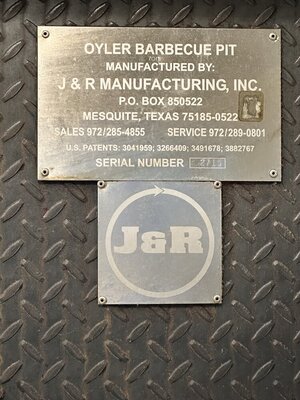 OYLER BARBECUE PIT
MANUFACTURED BY:
J & R MANUFACTURING, INC.
P.O. BOX 850522
MESQUITE, TEXAS 75185-0522
SALES 972/285-4855 SERVICE 972/289-0801
U.S. PATENTS: 3041959; 3266409; 3491678; 3882767
SERIAL NUMBER
J&R